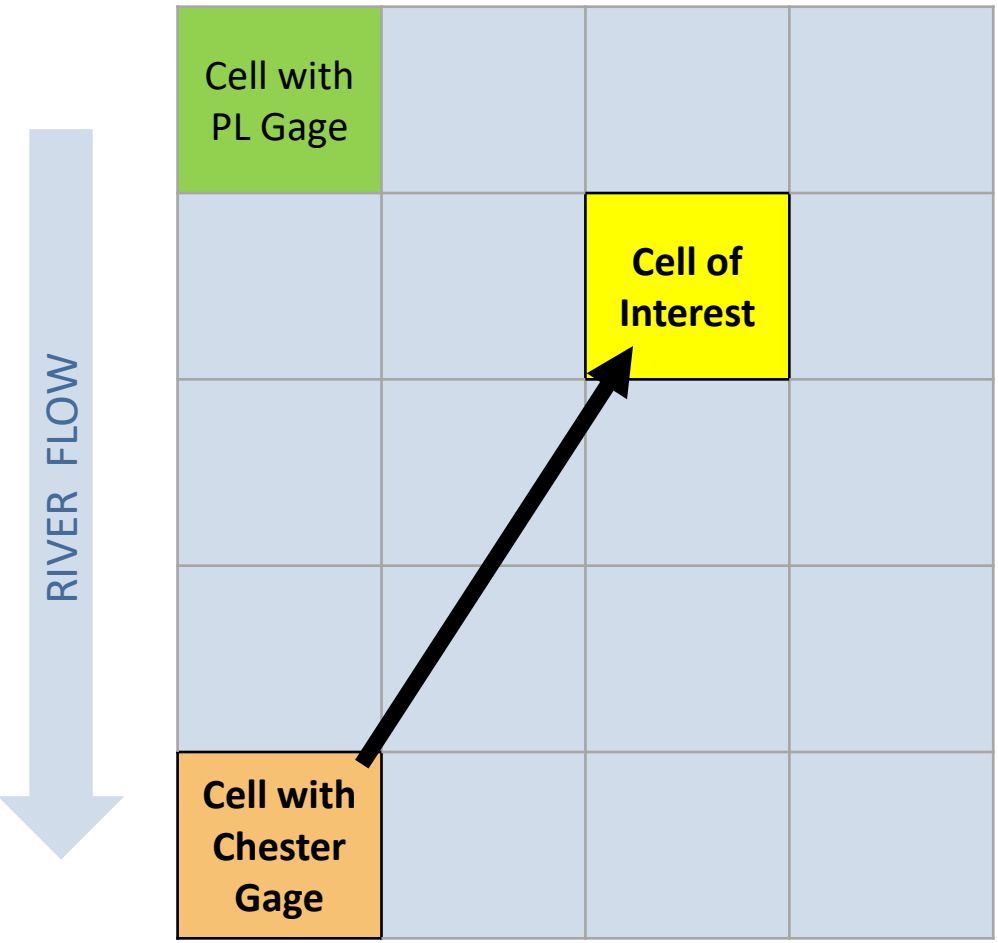 Cell with
PL Gage
Cell of
Interest
RIVER FLOW
Cell with
Chester
Gage